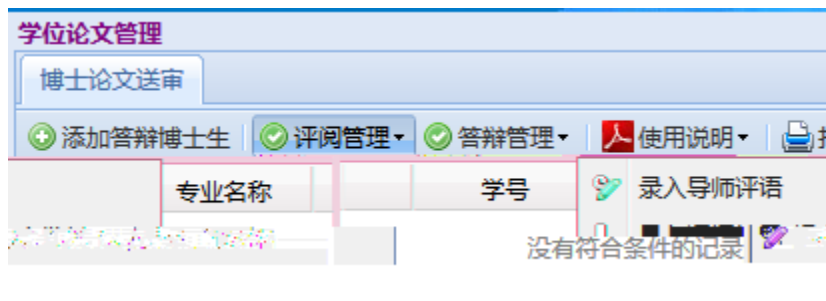 学位论文管理
博士论文送审
添加答辩博士生 评阅管理 答辩管理 使用说明
专业名称 学号 录入导师评语
没有符合条件的记录